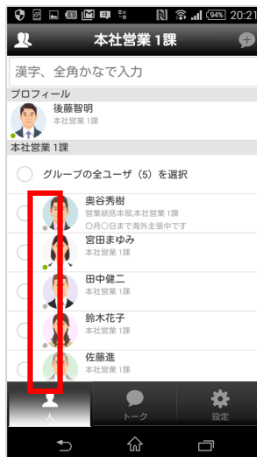 94% 20:21
本社営業1課
漢字、全角かなで入力
プロフィール
後藤智明
本社営業1課
本社営業1課
グループの全ユーザ（5）を選択
奥谷秀樹
営業統括本部,本社営業1課
○月○日まで海外主張中です
宮田まゆみ
本社営業1課
田中健二
本社営業1課
鈴木花子
本社営業1課
佐藤進
本社営業1課
人
トーク
設定